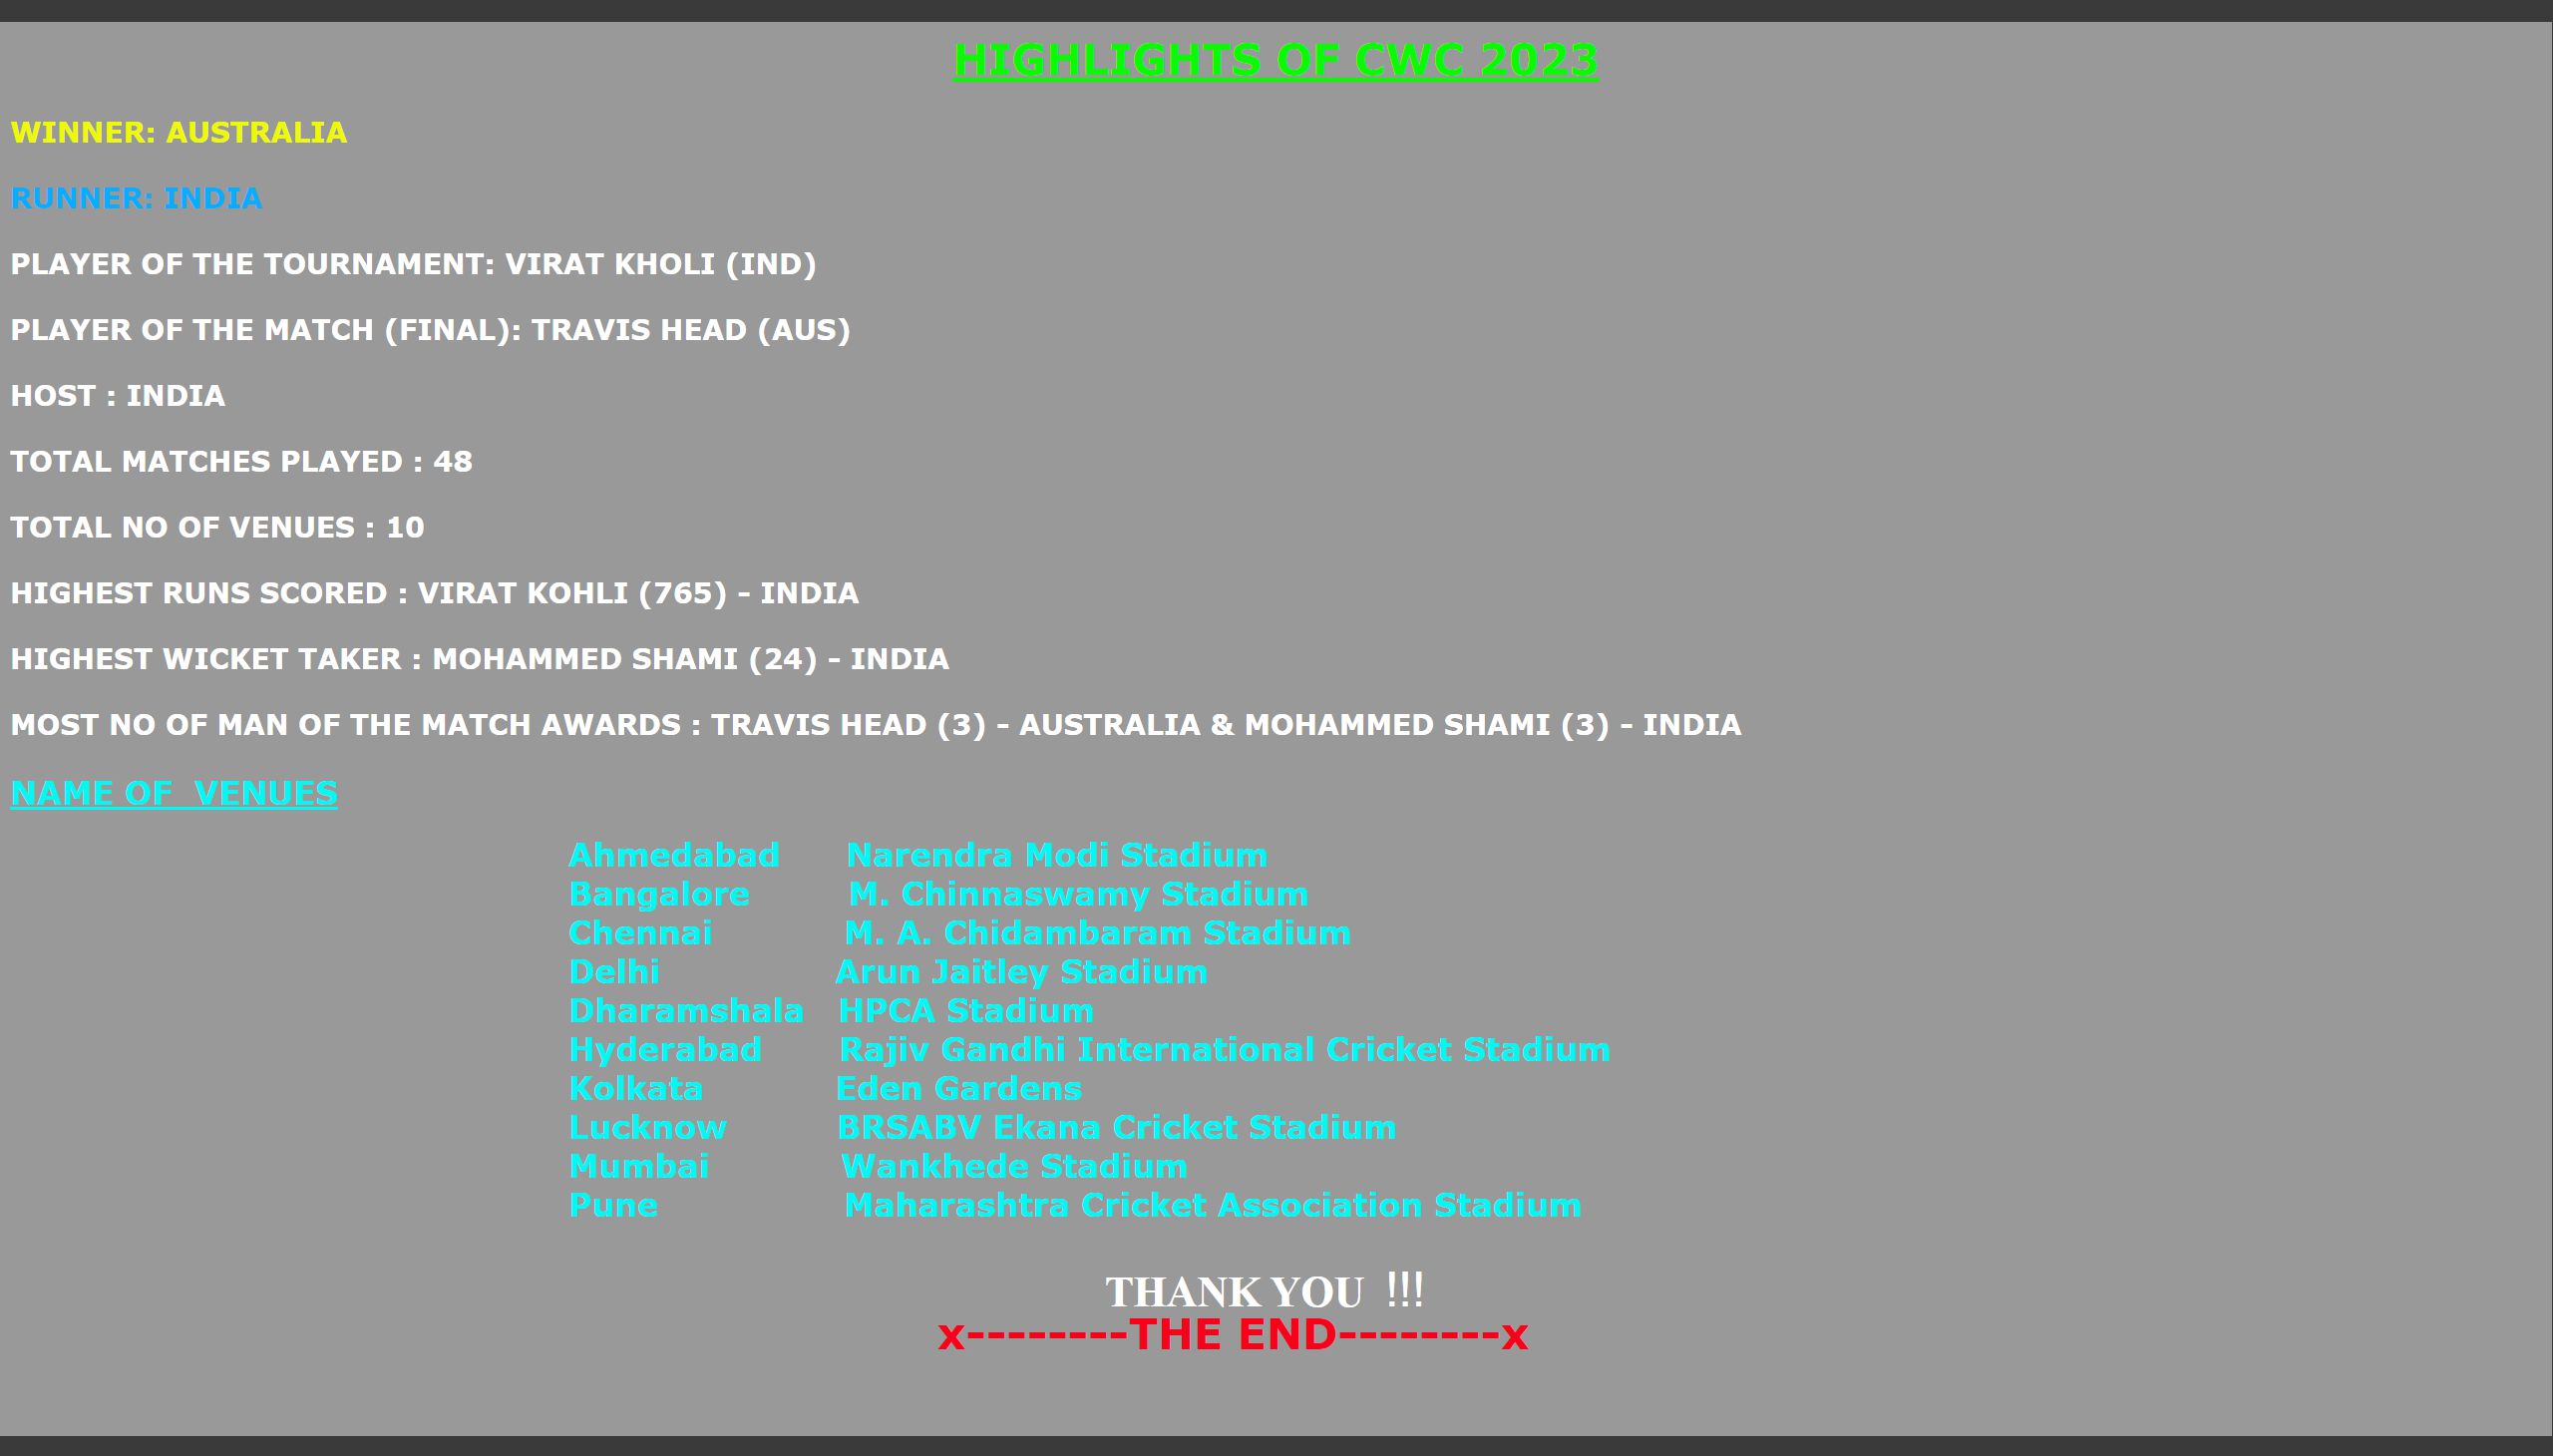 HIGHLIGHTS OF CWC 2023
WINNER: AUSTRALIA
RUNNER: INDIA
PLAYER OF THE TOURNAMENT: VIRAT KHOLI (IND)
PLAYER OF THE MATCH (FINAL): TRAVIS HEAD (AUS)
HOST : INDIA
TOTAL MATCHES PLAYED : 48
TOTAL NO OF VENUES : 10
HIGHEST RUNS SCORED : VIRAT KOHLI (765) – INDIA
HIGHEST WICKET TAKER : MOHAMMED SHAMI (24) – INDIA
MOST NO OF MAN OF THE MATCH AWARDS : TRAVIS HEAD (3) – AUSTRALIA & MOHAMMED SHAMI (3) – INDIA
NAME OF  VENUES
Ahmedabad Narendra Modi Stadium
Bangalore M. Chinnaswamy Stadium
Chennai M. A. Chidambaram Stadium
Delhi Arun Jaitley Stadium
Dharamshala HPCA Stadium
Hyderabad Rajiv Gandhi International Cricket Stadium
Kolkata Eden Gardens
Lucknow BRSABV Ekana Cricket Stadium
Mumbai Wankhede Stadium
Pune Maharashtra Cricket Association Stadium
THANK YOU !!!
x--------THE END--------x